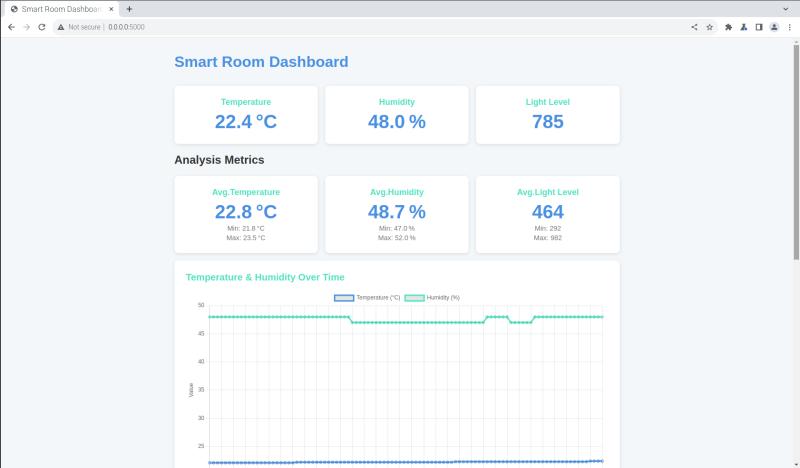 Smart Room Dashboar
Not secure | 0.0.0.0:5000
Smart Room Dashboard
Temperature
22.4 °C
Humidity
48.0 %
Light Level
785
Analysis Metrics
Avg.Temperature
22.8 °C
Min: 21.8 °C
Max: 23.5 °C
Avg.Humidity
48.7 %
Min: 47.0 %
Max: 52.0 %
Avg.Light Level
464
Min: 292
Max: 982
Temperature & Humidity Over Time
Temperature (°C) Humidity (%)
50
45
40
35
30
25
Value